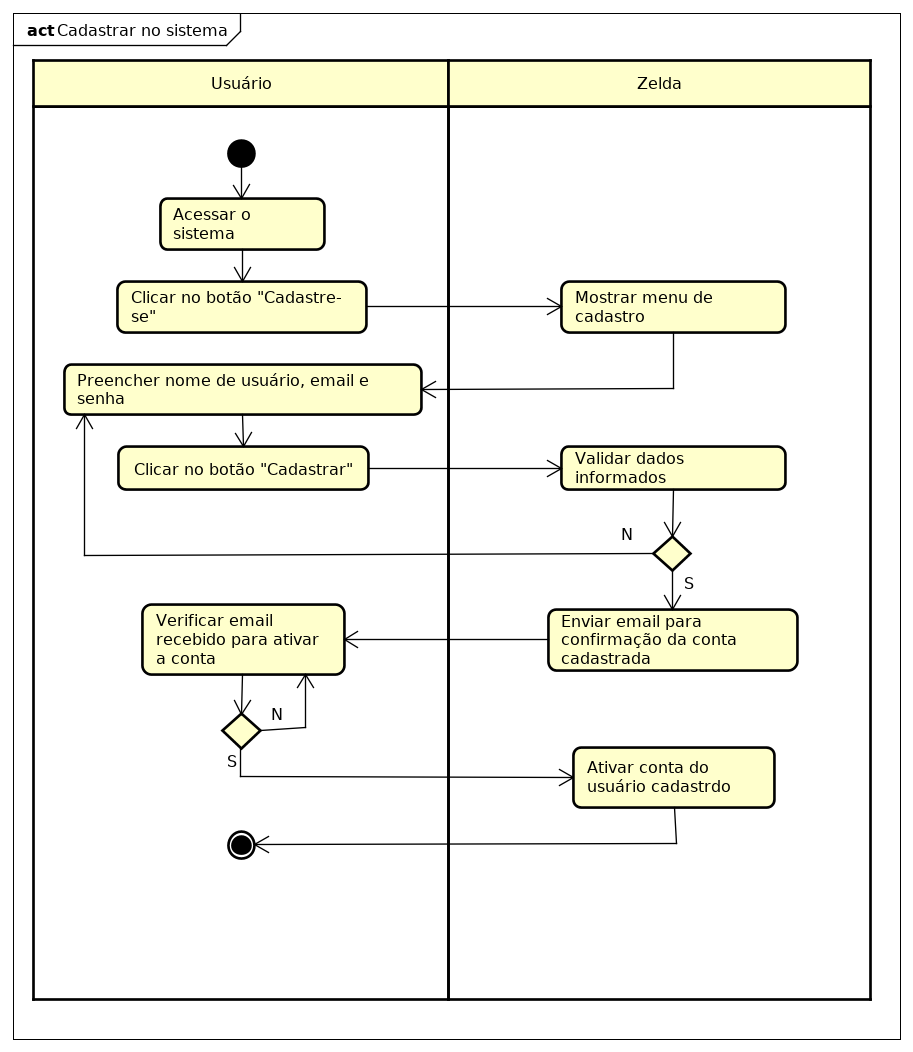 act Cadastrar no sistema
Usuário
Zelda
Acessar o
sistema
Clicar no botão "Cadastre-
se"
Mostrar menu de
cadastro
Preencher nome de usuário, email e
senha
Clicar no botão "Cadastrar"
Validar dados
informados
N
S
Verificar email
recebido para ativar
a conta
Enviar email para
confirmação da conta
cadastrada
N
S
Ativar conta do
usuário cadastrdo